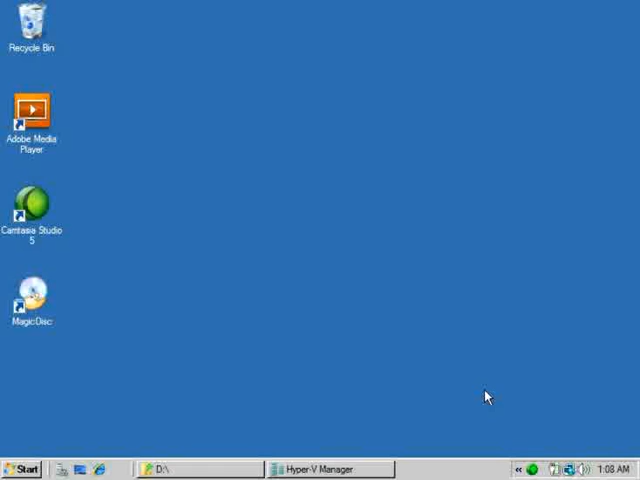 Recycle Bin
Adobe Media
Player
Camtasia Studio
5
MagicDisc
Start
D:\
Hyper-V Manager
«
1:08 AM